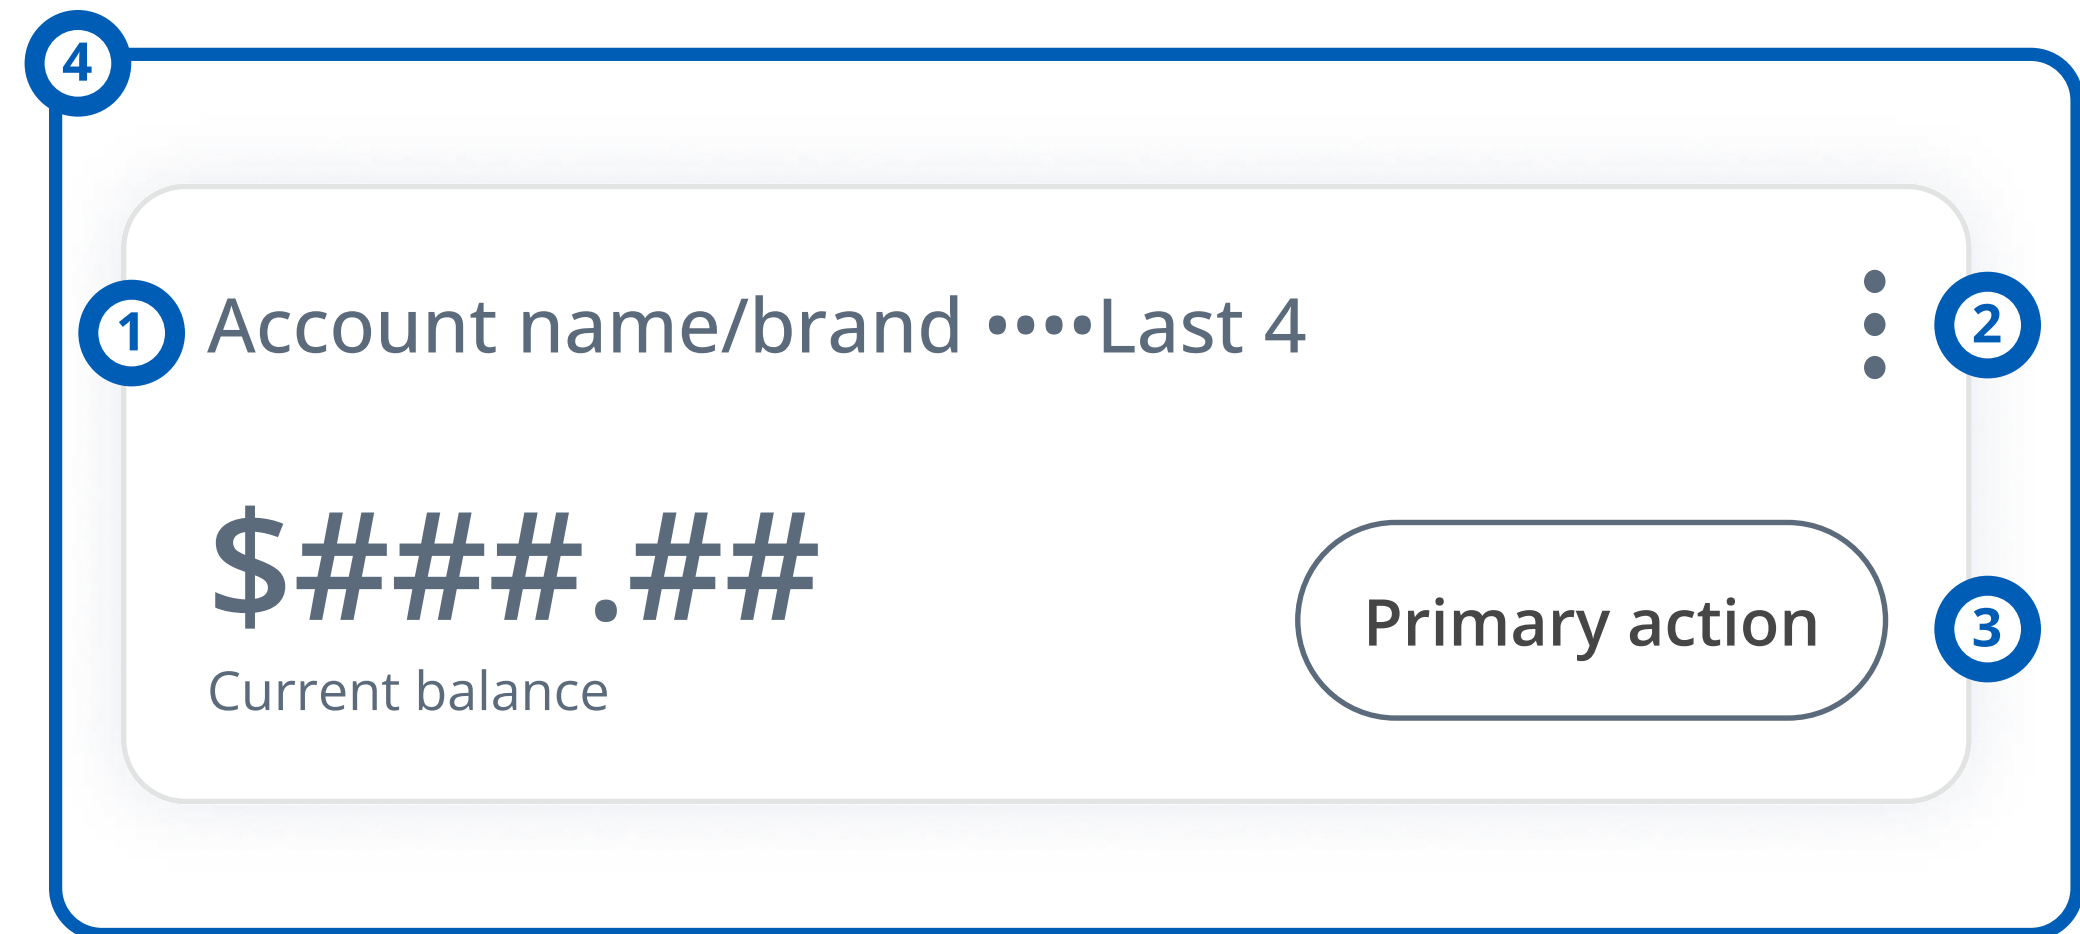 4
1 Account name/brand ••••Last 4 2
$###.##
Primary action 3
Current balance